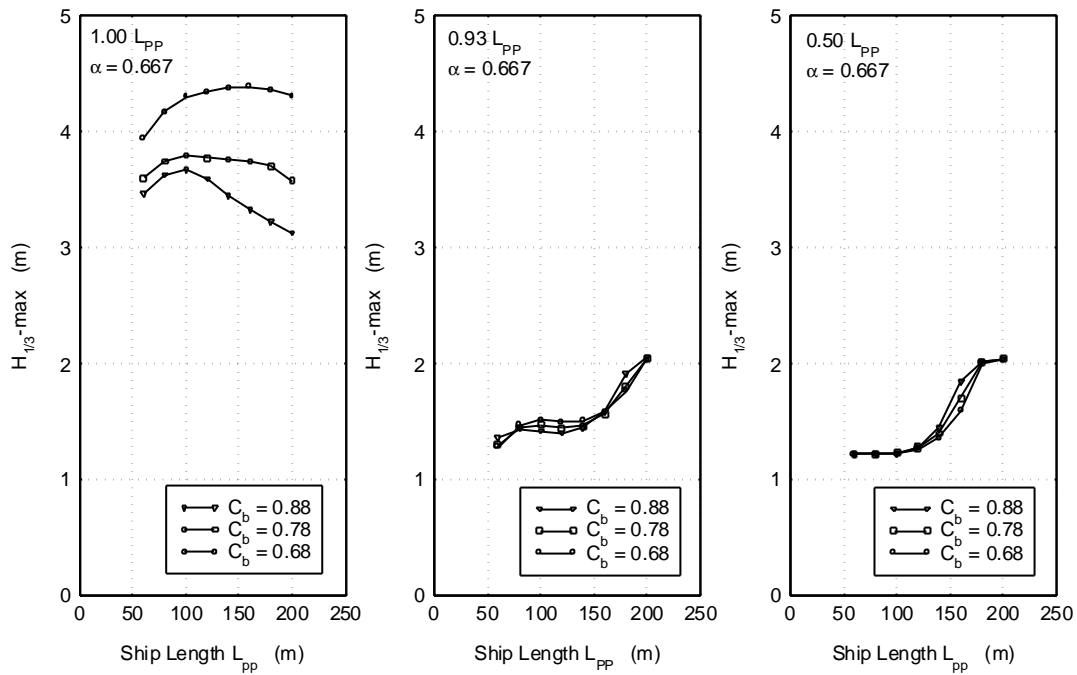 1.00 L_PP
α = 0.667
5
4
3
2
1
0
H_1/3-max (m)
C_b = 0.88
C_b = 0.78
C_b = 0.68
0 50 100 150 200 250
Ship Length L_pp (m)
0.93 L_PP
α = 0.667
5
4
3
2
1
0
H_1/3-max (m)
C_b = 0.88
C_b = 0.78
C_b = 0.68
0 50 100 150 200 250
Ship Length L_PP (m)
0.50 L_PP
α = 0.667
5
4
3
2
1
0
H_1/3-max (m)
C_b = 0.88
C_b = 0.78
C_b = 0.68
0 50 100 150 200 250
Ship Length L_pp (m)